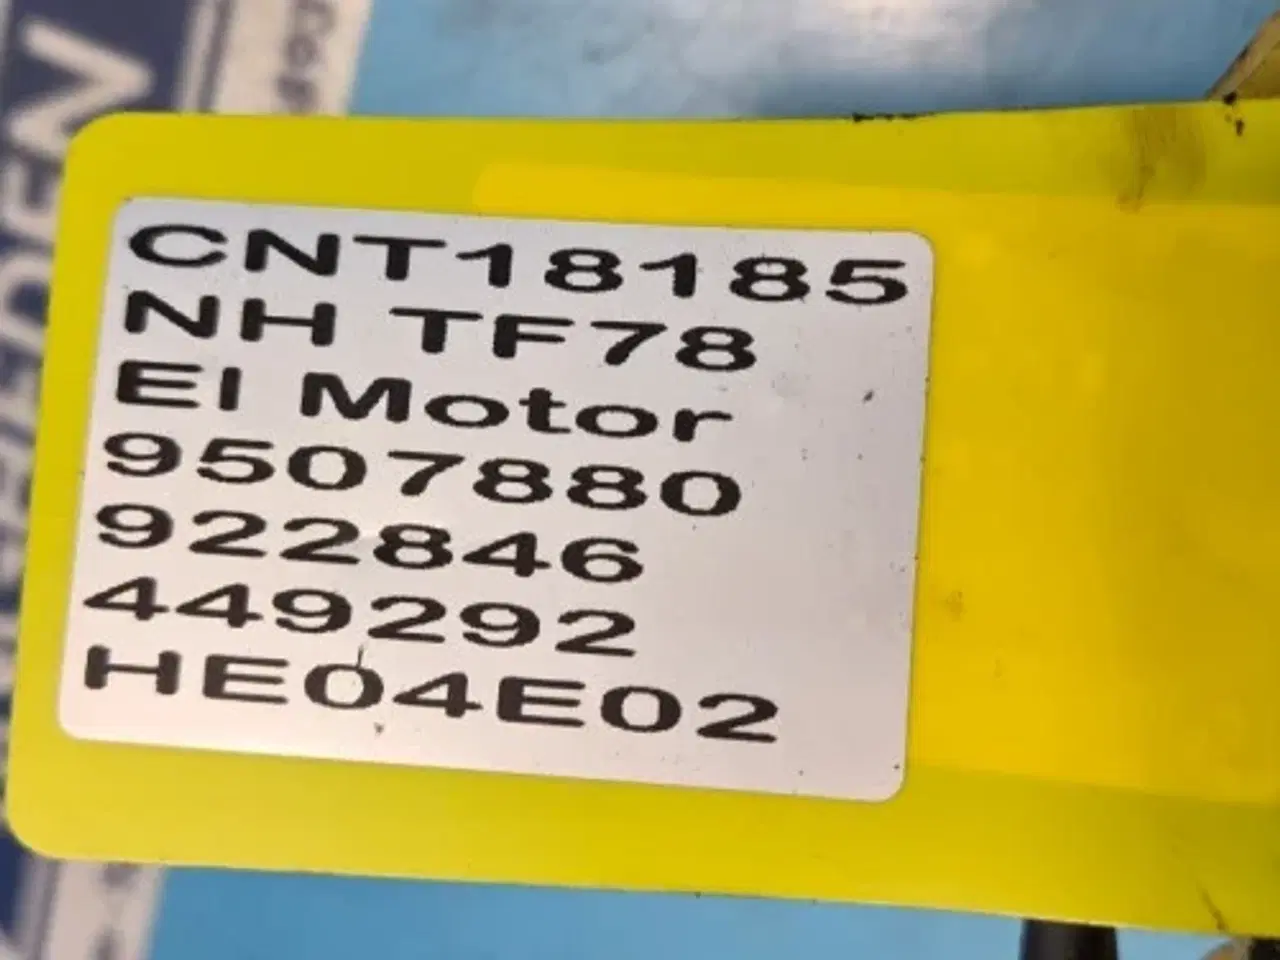 CNT18185
NH TF78
El Motor
9507880
922846
449292
HE04E02